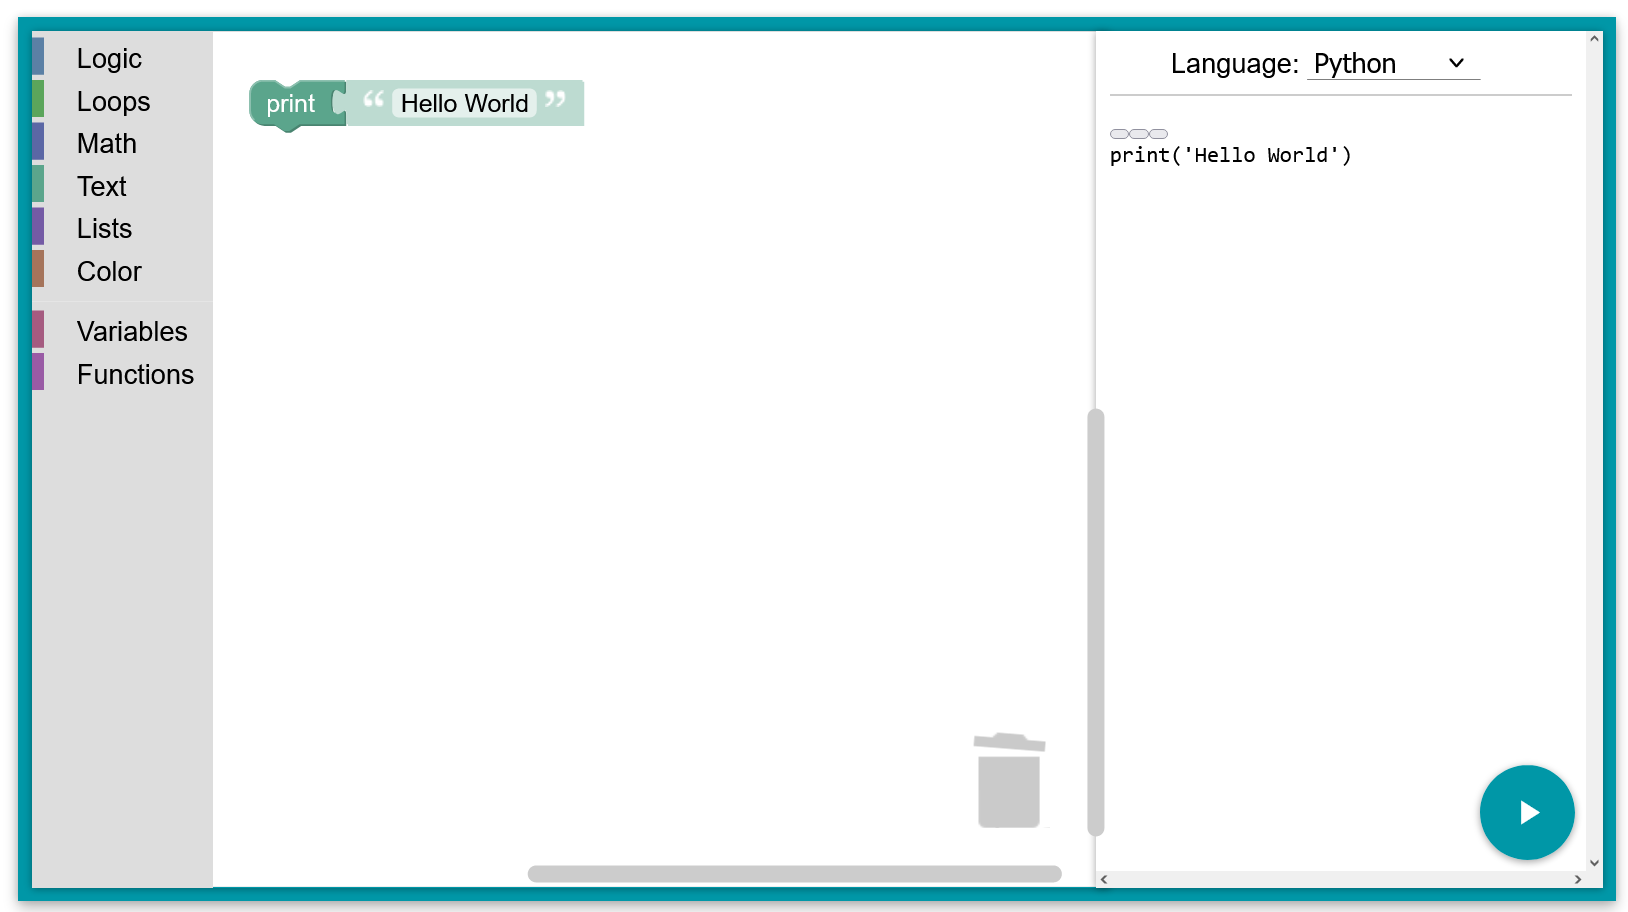 Logic
Loops
Math
Text
Lists
Color
Variables
Functions
print “ Hello World ”
Language: Python
print('Hello World')